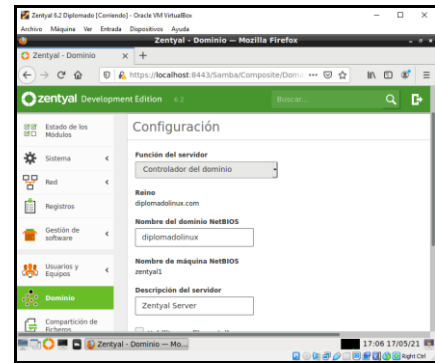 Zentyal 6.2 Diplomado [Corriendo] - Oracle VM VirtualBox
Archivo Máquina Ver Entrada Dispositivos Ayuda
Zentyal - Dominio — Mozilla Firefox
Zentyal - Dominio
https://localhost:8443/Samba/Composite/Dom
zentyal Development Edition 6.2
Buscar...
Estado de los
Módulos
Sistema
Red
Registros
Gestión de
software
Usuarios y
Equipos
Dominio
Compartición de
Ficheros
Configuración
Función del servidor
Controlador del dominio
Reino
diplomadolinux.com
Nombre del dominio NetBIOS
diplomadolinux
Nombre de máquina NetBIOS
zentyal1
Descripción del servidor
Zentyal Server
Zentyal - Dominio — Mo...
17:06 17/05/21
Right Ctrl